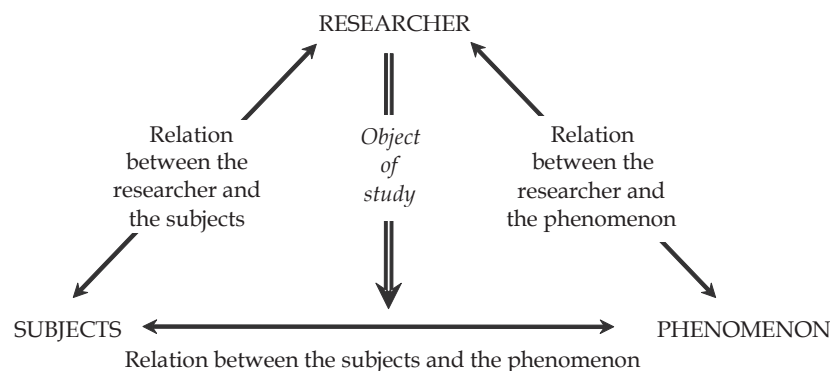 RESEARCHER
Relation
between the
researcher and
the subjects
Object
of
study
Relation
between the
researcher and
the phenomenon
SUBJECTS
PHENOMENON
Relation between the subjects and the phenomenon